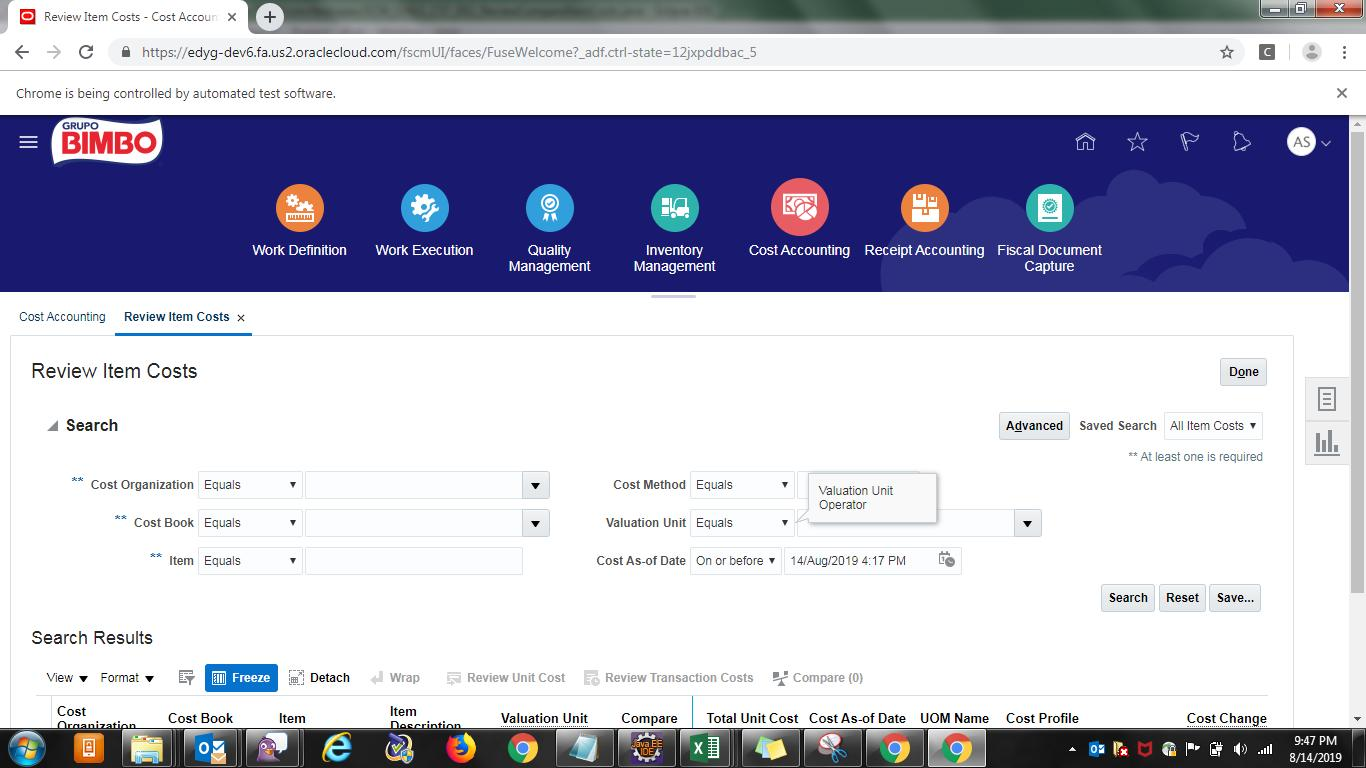 Review Item Costs - Cost Accoun
https://edyg-dev6.fa.us2.oraclecloud.com/fscmUI/faces/FuseWelcome?_adf.ctrl-state=12jxpddbac_5
C
Chrome is being controlled by automated test software.
GRUPO
BIMBO
AS
Work Definition
Work Execution
Quality
Management
Inventory
Management
Cost Accounting
Receipt Accounting
Fiscal Document
Capture
Cost Accounting
Review Item Costs
Review Item Costs
Done
Search
Advanced
Saved Search
All Item Costs
** At least one is required
** Cost Organization Equals
Cost Method Equals
Valuation Unit
Operator
** Cost Book Equals
Valuation Unit Equals
** Item Equals
Cost As-of Date On or before 14/Aug/2019 4:17 PM
Search Reset Save...
Search Results
View Format Freeze Detach Wrap Review Unit Cost Review Transaction Costs Compare (0)
Cost
Organization
Cost Book
Item
Item
Description
Valuation Unit
Compare
Total Unit Cost
Cost As-of Date
UOM Name
Cost Profile
Cost Change
Java EE
IDE
9:47 PM
8/14/2019